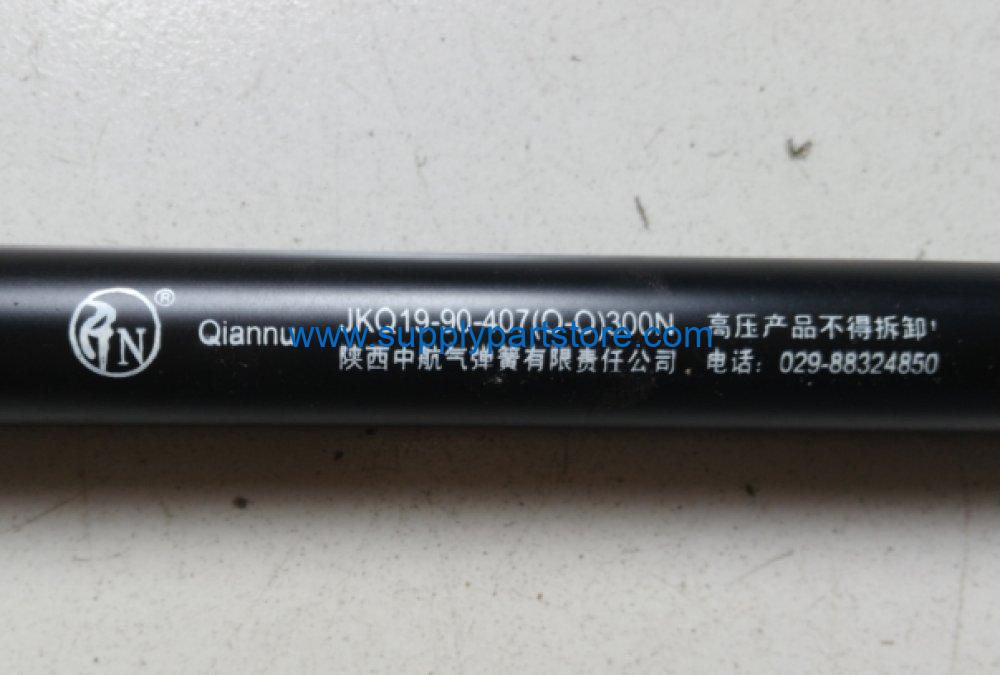 N ®
Qiannu
JKQ19-90-407(O-O)300N 高压产品不得拆卸!
陕西中航气弹簧有限责任公司 电话: 029-88324850
www.supplypartstore.com